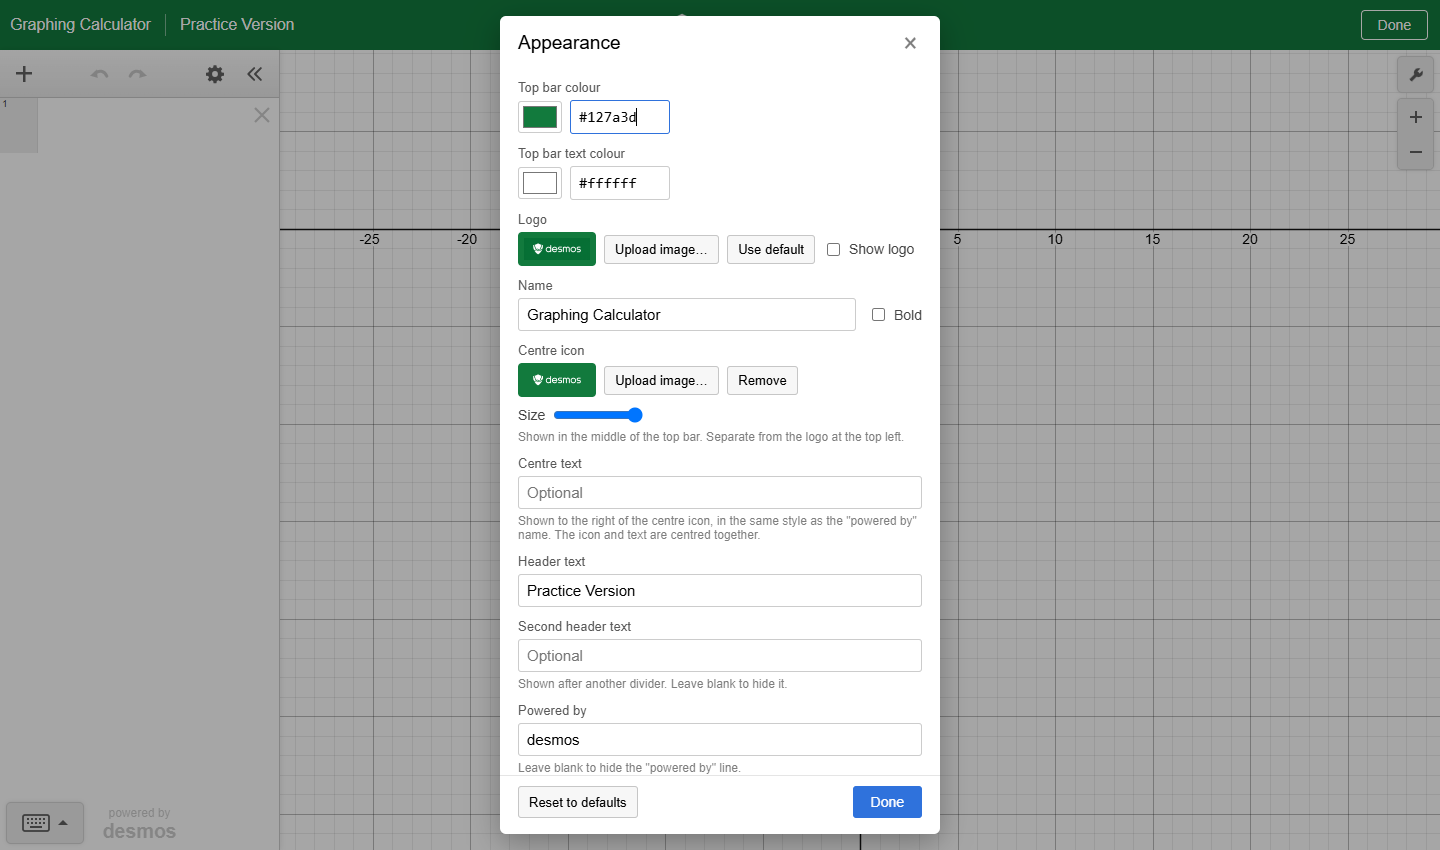 Graphing Calculator
Practice Version
Done
1
-25
-20
5
10
15
20
25
powered by
desmos
Appearance
Top bar colour
#127a3d
Top bar text colour
#ffffff
Logo
desmos
Upload image...
Use default
Show logo
Name
Graphing Calculator
Bold
Centre icon
desmos
Upload image...
Remove
Size
Shown in the middle of the top bar. Separate from the logo at the top left.
Centre text
Optional
Shown to the right of the centre icon, in the same style as the "powered by"
name. The icon and text are centred together.
Header text
Practice Version
Second header text
Optional
Shown after another divider. Leave blank to hide it.
Powered by
desmos
Leave blank to hide the "powered by" line.
Reset to defaults
Done